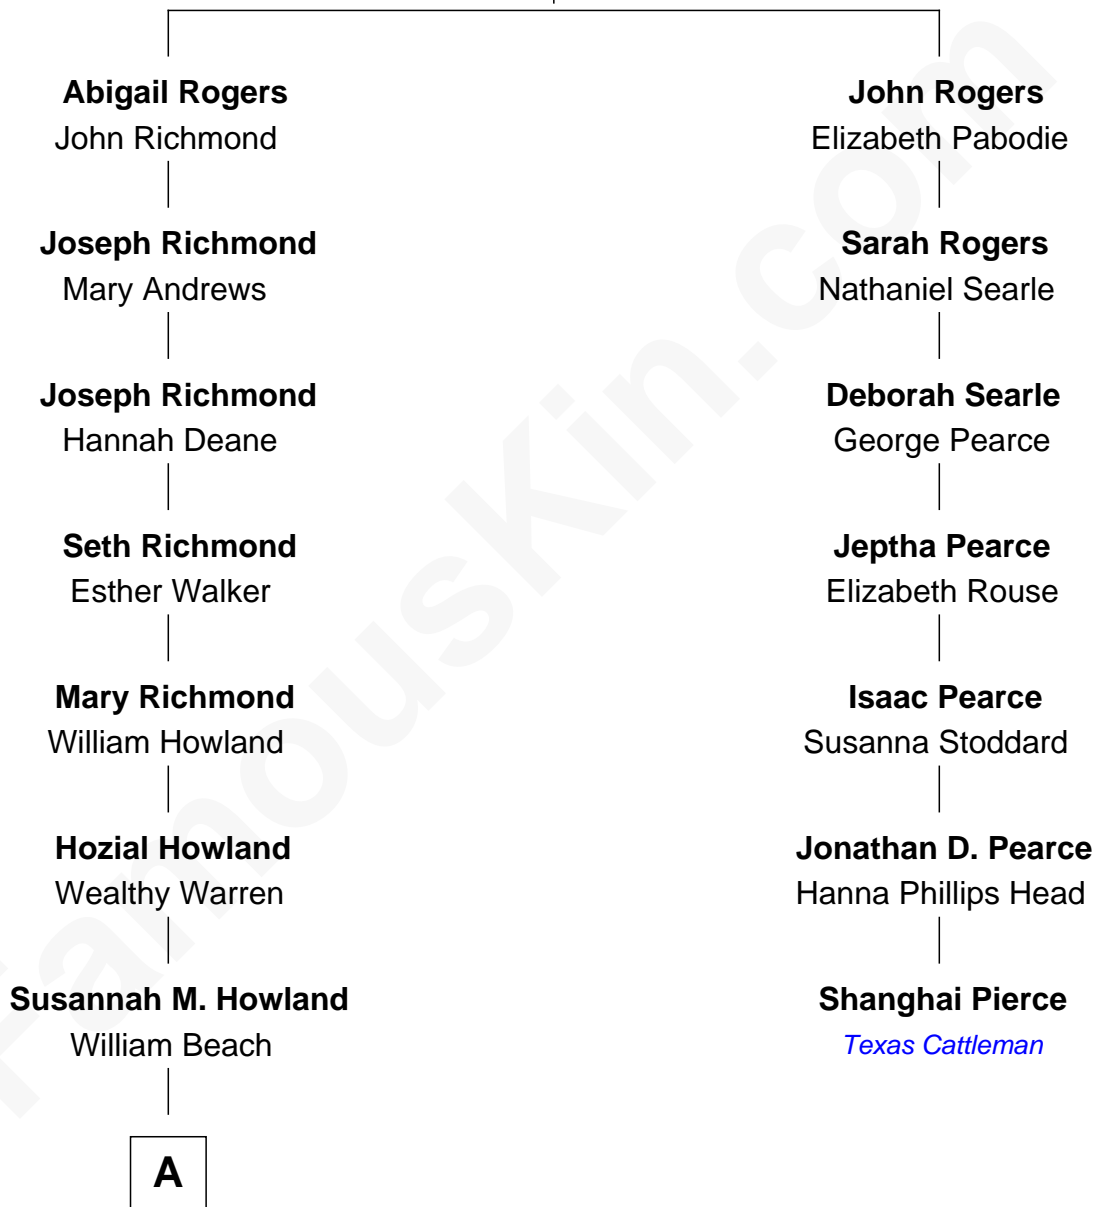 Abigail Rogers
John Richmond
John Rogers
Elizabeth Pabodie
Joseph Richmond
Mary Andrews
Sarah Rogers
Nathaniel Searle
Joseph Richmond
Hannah Deane
Deborah Searle
George Pearce
Seth Richmond
Esther Walker
Jeptha Pearce
Elizabeth Rouse
Mary Richmond
William Howland
Isaac Pearce
Susanna Stoddard
Hozial Howland
Wealthy Warren
Jonathan D. Pearce
Hanna Phillips Head
Susannah M. Howland
William Beach
Shanghai Pierce
Texas Cattleman
A
FamousKin.com